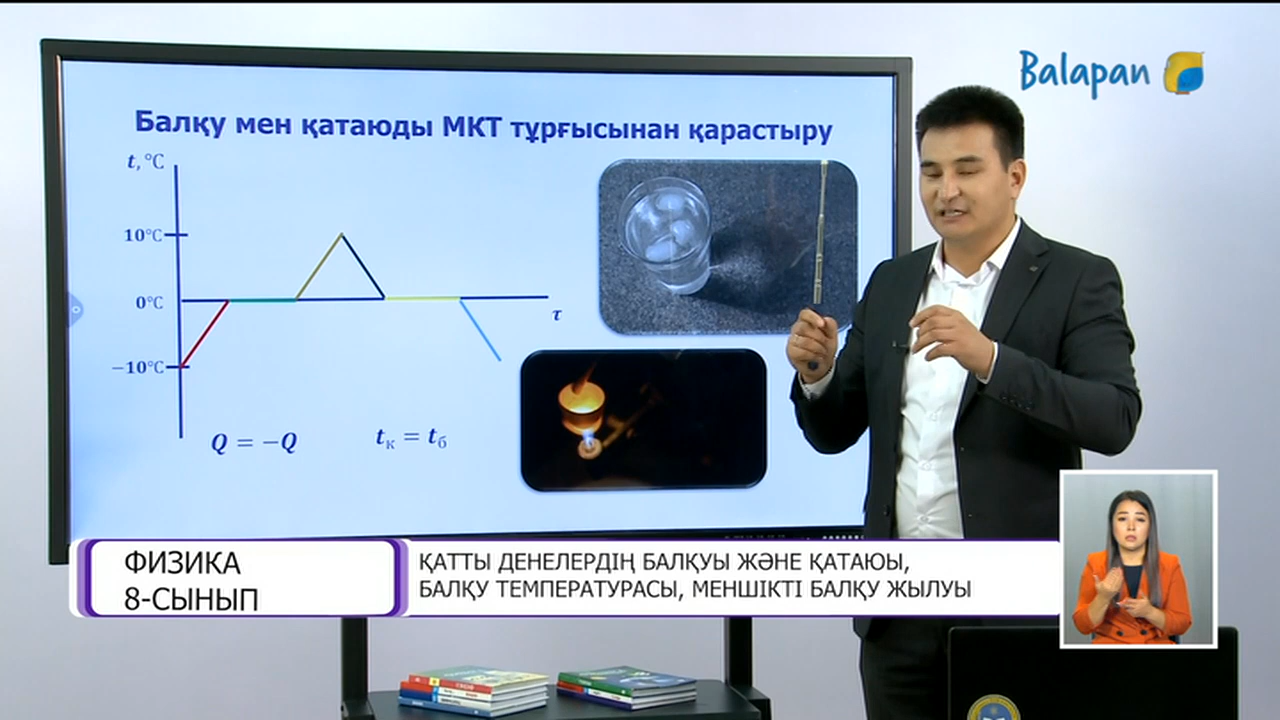 Balapan
Балқу мен қатаюды МКТ тұрғысынан қарастыру
t, °C
10°C
0°C
τ
−10°C
Q = −Q
tк = tб
ФИЗИКА
8-СЫНЫП
ҚАТТЫ ДЕНЕЛЕРДІҢ БАЛҚУЫ ЖӘНЕ ҚАТАЮЫ,
БАЛҚУ ТЕМПЕРАТУРАСЫ, МЕНШІКТІ БАЛҚУ ЖЫЛУЫ